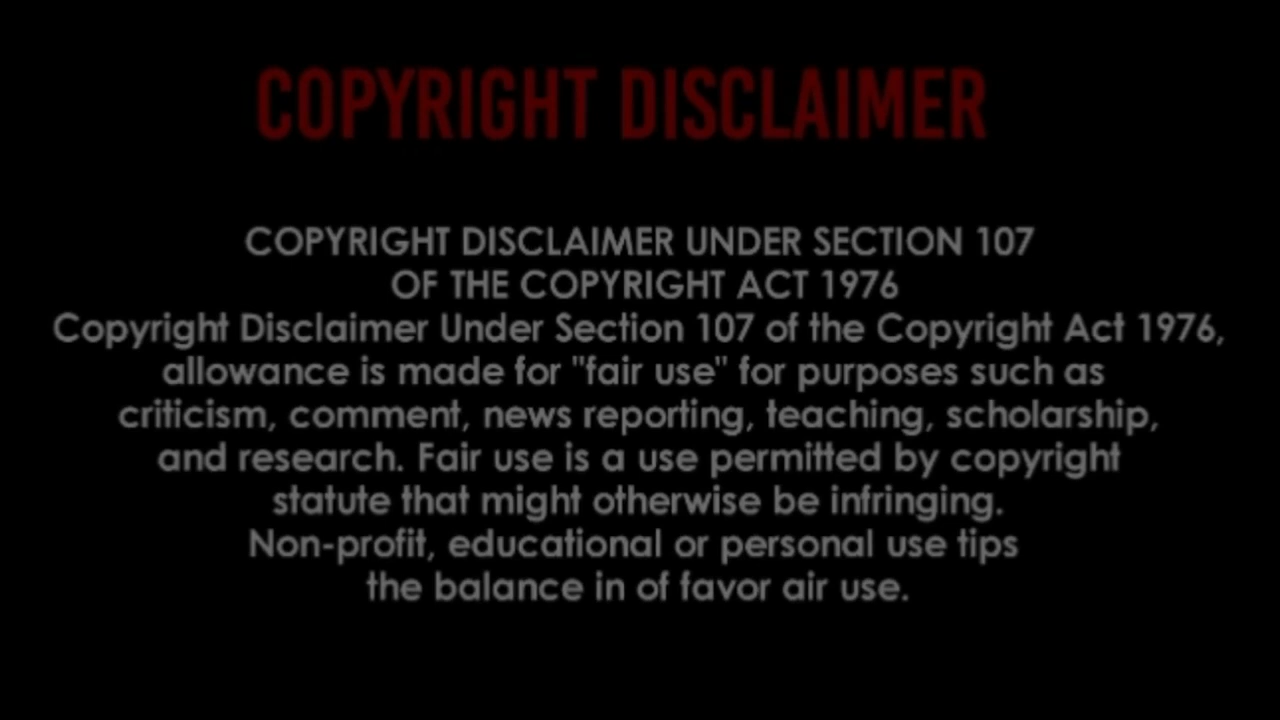 COPYRIGHT DISCLAIMER
COPYRIGHT DISCLAIMER UNDER SECTION 107
OF THE COPYRIGHT ACT 1976
Copyright Disclaimer Under Section 107 of the Copyright Act 1976,
allowance is made for "fair use" for purposes such as
criticism, comment, news reporting, teaching, scholarship,
and research. Fair use is a use permitted by copyright
statute that might otherwise be infringing.
Non-profit, educational or personal use tips
the balance in of favor air use.